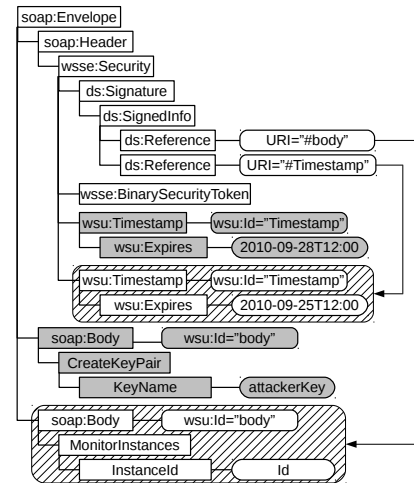 soap:Envelope
soap:Header
wsse:Security
ds:Signature
ds:SignedInfo
ds:Reference URI="#body"
ds:Reference URI="#Timestamp"
wsse:BinarySecurityToken
wsu:Timestamp wsu:Id="Timestamp"
wsu:Expires 2010-09-28T12:00
wsu:Timestamp wsu:Id="Timestamp"
wsu:Expires 2010-09-25T12:00
soap:Body wsu:Id="body"
CreateKeyPair
KeyName attackerKey
soap:Body wsu:Id="body"
MonitorInstances
InstanceId Id